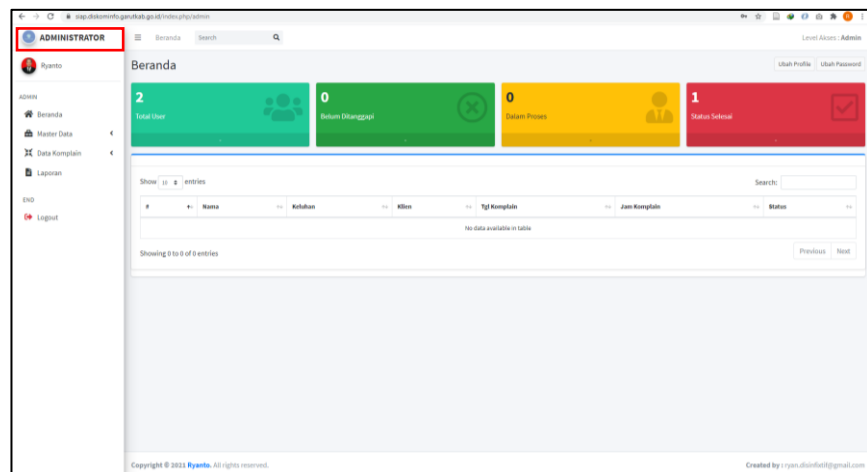 siap.diskominfo.garutkab.go.id/index.php/admin
ADMINISTRATOR
Beranda
Search
Level Akses : Admin
Ryanto
Beranda
Ubah Profile
Ubah Password
ADMIN
Beranda
Master Data
Data Komplain
Laporan
END
Logout
2
Total User
0
Belum Ditanggapi
0
Dalam Proses
1
Status Selesai
Show 10 entries
Search:
# Nama Keluhan Klien Tgl Komplain Jam Komplain Status
No data available in table
Showing 0 to 0 of 0 entries
Previous Next
Copyright © 2021 Ryanto. All rights reserved.
Created by : ryan.disinfiatif@gmail.com